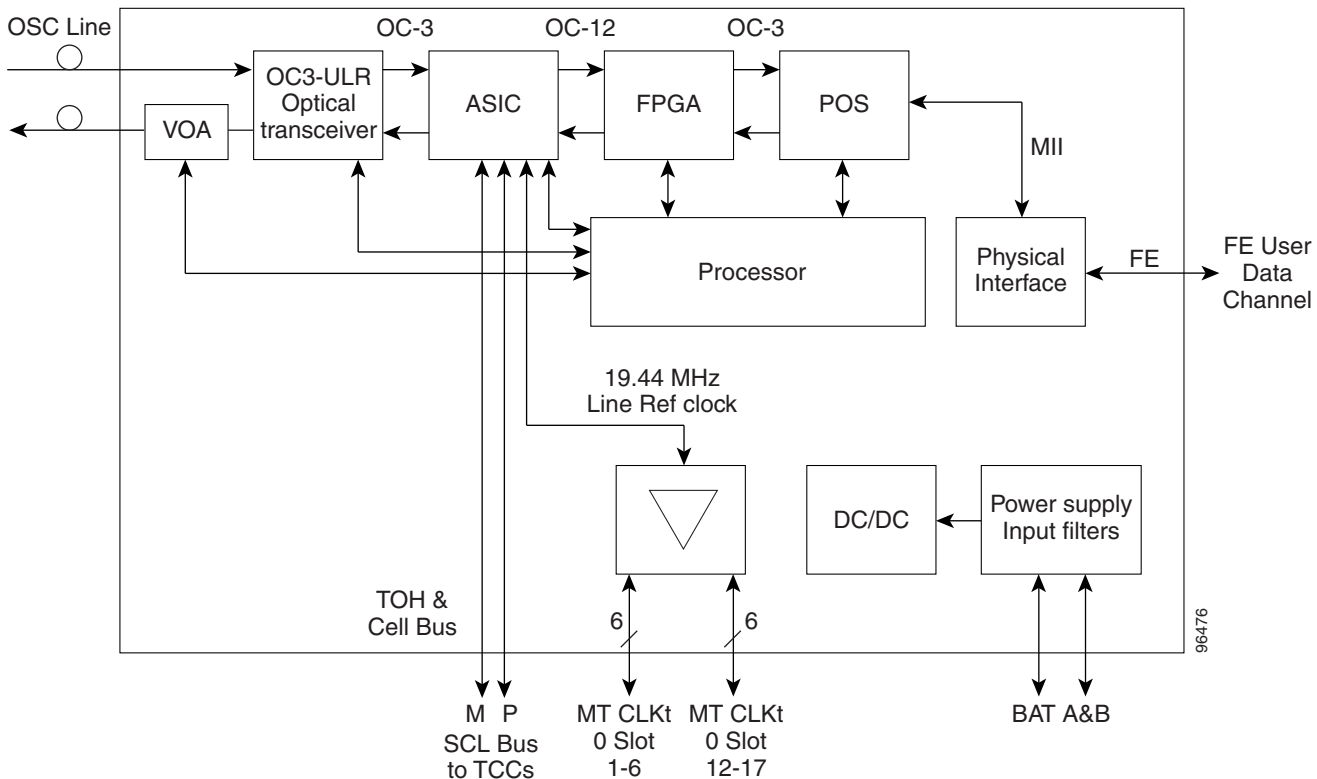 OSC Line
OC-3
OC-12
OC-3
OC3-ULR
Optical
transceiver
ASIC
FPGA
POS
VOA
MII
Processor
Physical
Interface
FE
FE User
Data
Channel
19.44 MHz
Line Ref clock
DC/DC
Power supply
Input filters
TOH &
Cell Bus
6
6
96476
M P
SCL Bus
to TCCs
MT CLKt
0 Slot
1-6
MT CLKt
0 Slot
12-17
BAT A&B